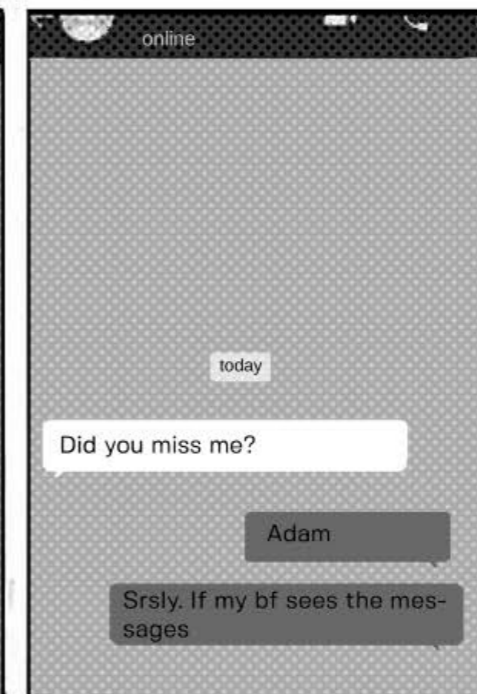 online
today
Did you miss me?
Adam
Srsly. If my bf sees the mes-
sages